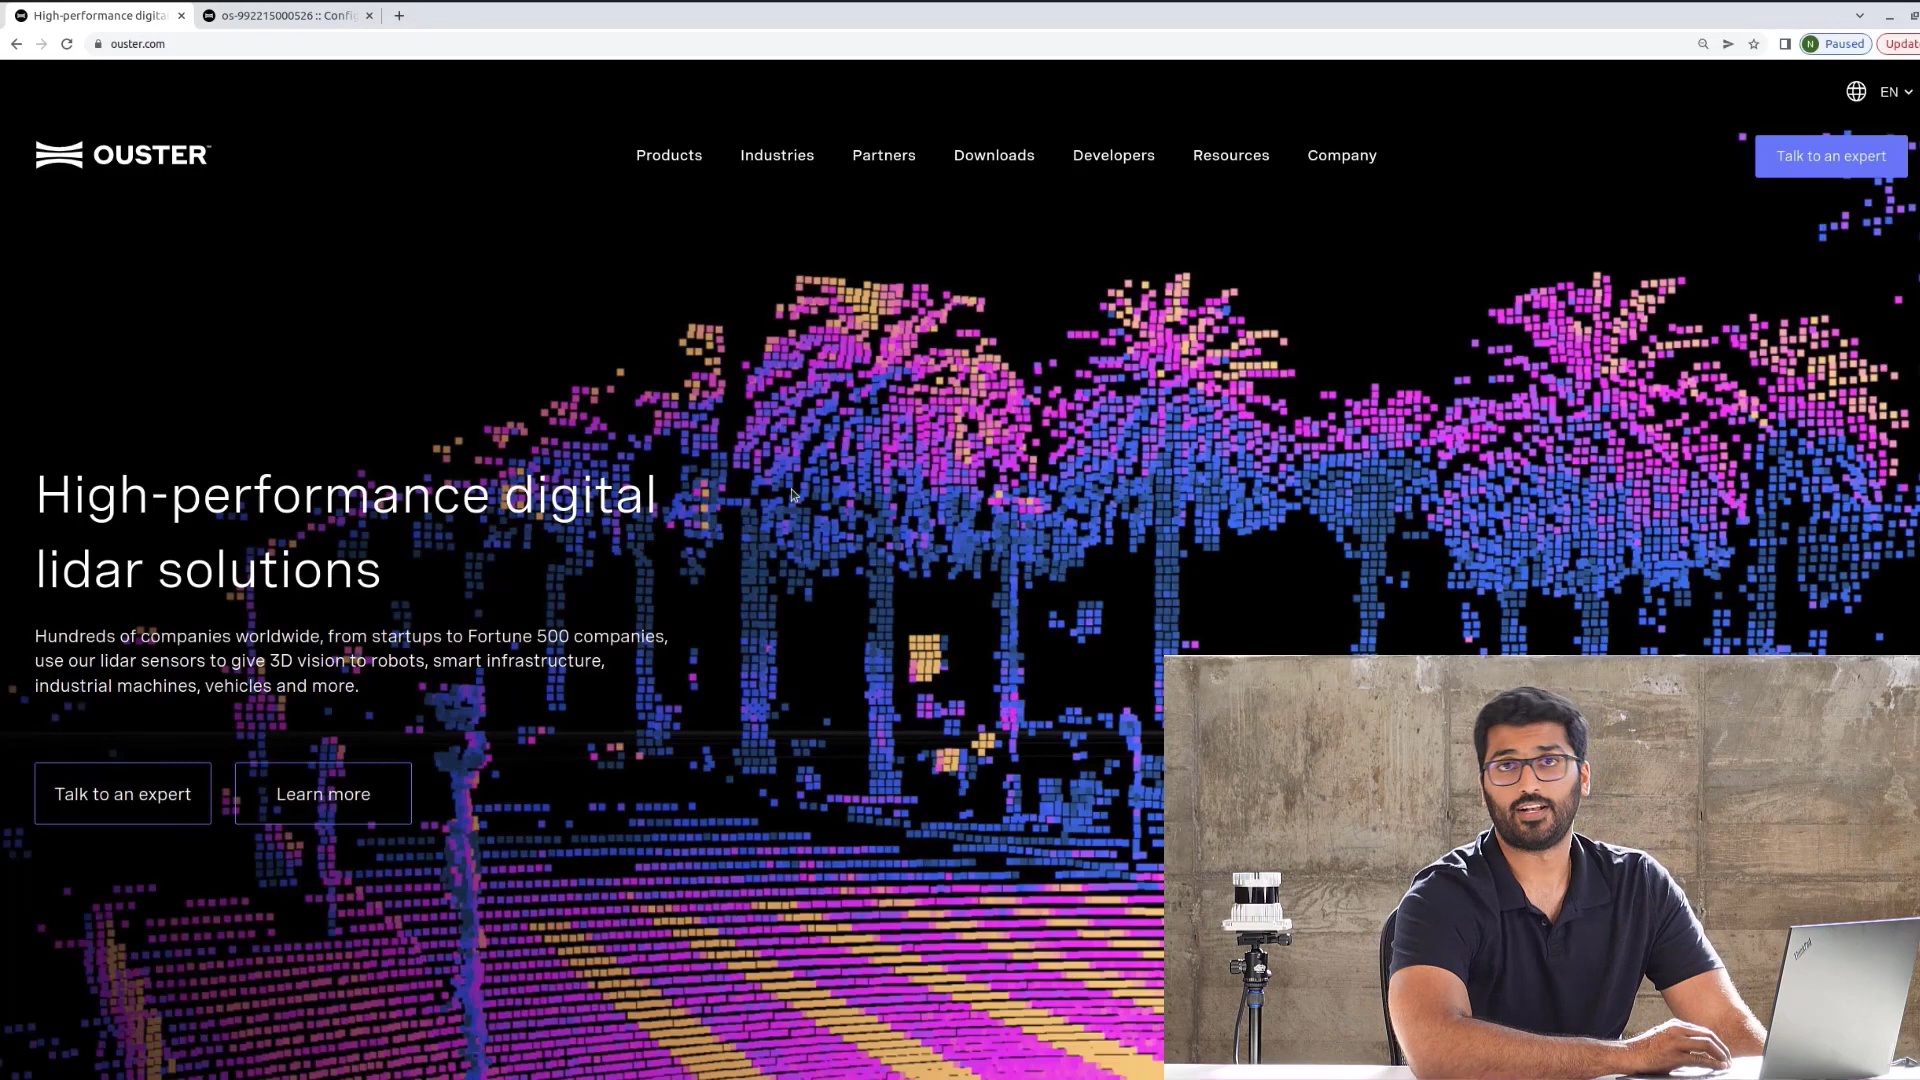 High-performance digita
os-992215000526 :: Config
ouster.com
N
Paused
Updat
EN
OUSTER
Products
Industries
Partners
Downloads
Developers
Resources
Company
Talk to an expert
High-performance digital
lidar solutions
Hundreds of companies worldwide, from startups to Fortune 500 companies,
use our lidar sensors to give 3D vision to robots, smart infrastructure,
industrial machines, vehicles and more.
Talk to an expert
Learn more
ThinkPad